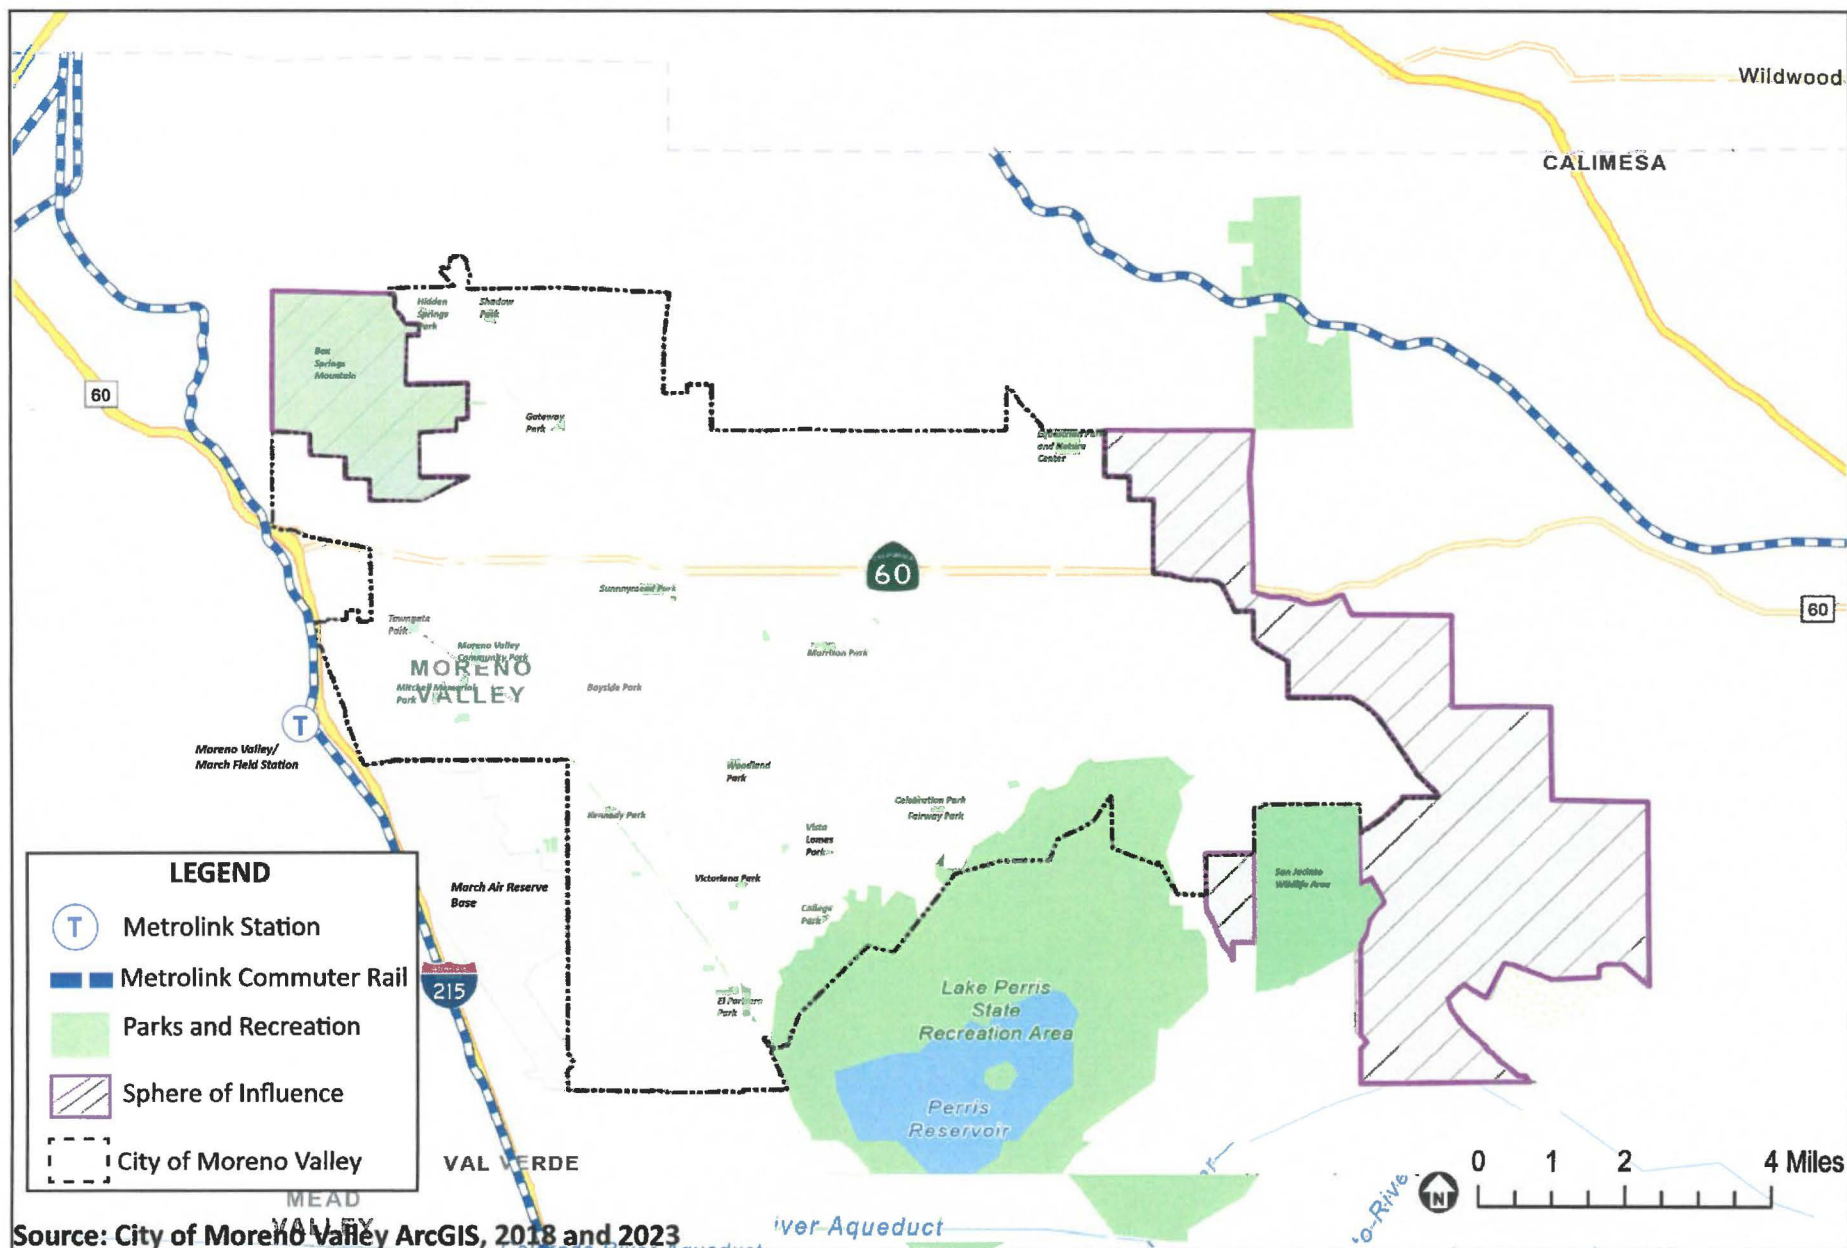 Wildwood
CALIMESA
Hidden
Springs
Park
Shadow
Park
Box
Springs
Mountain
60
Gateway
Park
and Nature
Center
CALIFORNIA
60
Sunnymead Park
60
Towngate
Park
Moreno Valley
Community Park
Morrison Park
MORENO
VALLEY
Mitchell Memorial
Park
Bayside Park
T
Moreno Valley/
March Field Station
Woodland
Park
Celebration Park
Fairway Park
Kennedy Park
Vista
Lomas
Park
San Jacinto
Wildlife Area
Victoriano Park
March Air Reserve
Base
College
Park
LEGEND
T Metrolink Station
Metrolink Commuter Rail
Parks and Recreation
Sphere of Influence
City of Moreno Valley
215
El Potrero
Park
Lake Perris
State
Recreation Area
Perris
Reservoir
VAL VERDE
MEAD
VALLEY
0 1 2 4 Miles
N
o-River
iver Aqueduct
Source: City of Moreno Valley ArcGIS, 2018 and 2023